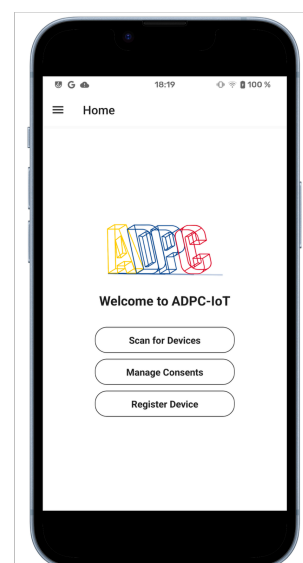 G 18:19 100 %
Home
ADPC
Welcome to ADPC-IoT
Scan for Devices
Manage Consents
Register Device